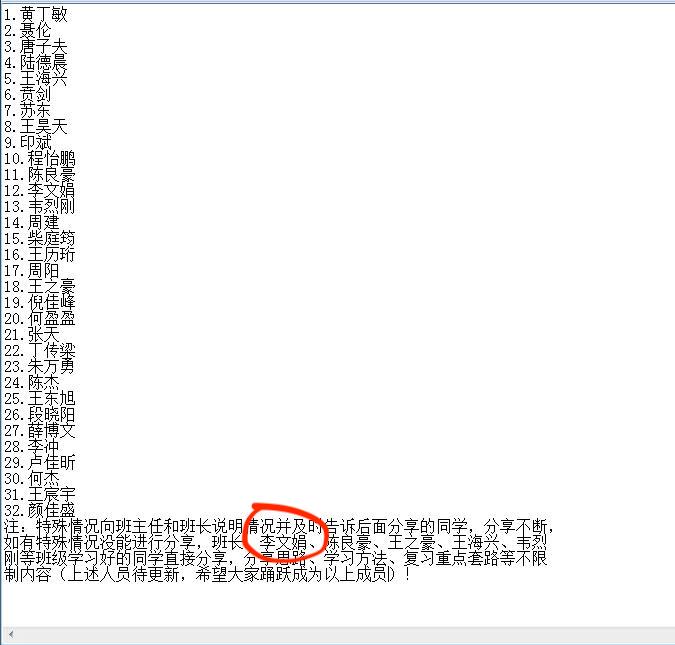 1.黄丁敏
2.聂伦
3.唐子夫
4.陆德晨
5.王海兴
6.贲剑
7.苏东
8.王昊天
9.印斌
10.程怡鹏
11.陈良豪
12.李文娟
13.韦烈刚
14.周建
15.柴庭筠
16.王历珩
17.周阳
18.王之豪
19.倪佳峰
20.何盈盈
21.张天
22.丁传梁
23.朱万勇
24.陈杰
25.王东旭
26.段晓阳
27.薛博文
28.李冲
29.卢佳昕
30.何杰
31.王宸宇
32.颜佳盛
注：特殊情况向班主任和班长说明情况并及时告诉后面分享的同学，分享不断，
如有特殊情况没能进行分享，班长、李文娟、陈良豪、王之豪、王海兴、韦烈
刚等班级学习好的同学直接分享，分享思路、学习方法、复习重点套路等不限
制内容（上述人员待更新，希望大家踊跃成为以上成员）！